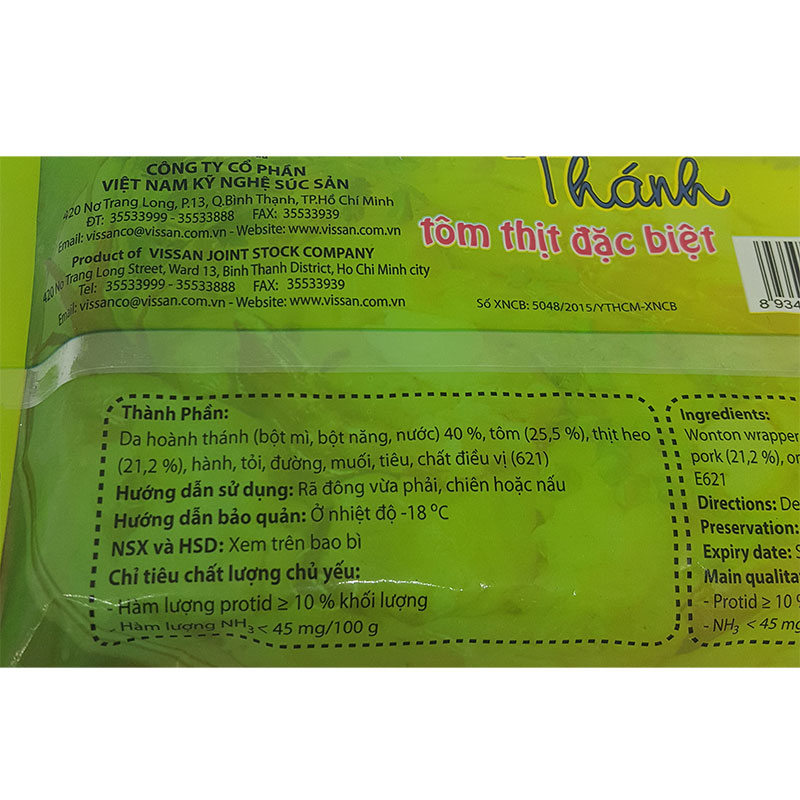 CÔNG TY CỔ PHẦN
VIỆT NAM KỸ NGHỆ SÚC SẢN
420 Nơ Trang Long, P.13, Q.Bình Thạnh, TP.Hồ Chí Minh
ĐT: 35533999 - 35533888 FAX: 35533939
Email: vissanco@vissan.com.vn - Website: www.vissan.com.vn
Product of VISSAN JOINT STOCK COMPANY
420 No Trang Long Street, Ward 13, Binh Thanh District, Ho Chi Minh city
Tel: 35533999 - 35533888 FAX: 35533939
Email: vissanco@vissan.com.vn - Website: www.vissan.com.vn
Thánh
tôm thịt đặc biệt
Số XNCB: 5048/2015/YTHCM-XNCB
8 934
Thành Phần:
Da hoành thánh (bột mì, bột năng, nước) 40 %, tôm (25,5 %), thịt heo
(21,2 %), hành, tỏi, đường, muối, tiêu, chất điều vị (621)
Hướng dẫn sử dụng: Rã đông vừa phải, chiên hoặc nấu
Hướng dẫn bảo quản: Ở nhiệt độ -18 ⁰C
NSX và HSD: Xem trên bao bì
Chỉ tiêu chất lượng chủ yếu:
- Hàm lượng protid ≥ 10 % khối lượng
- Hàm lượng NH₃ < 45 mg/100 g
Ingredients:
Wonton wrapper
pork (21,2 %), on
E621
Directions: De
Preservation:
Expiry date: S
Main qualita
- Protid ≥ 10
- NH₃ < 45 m